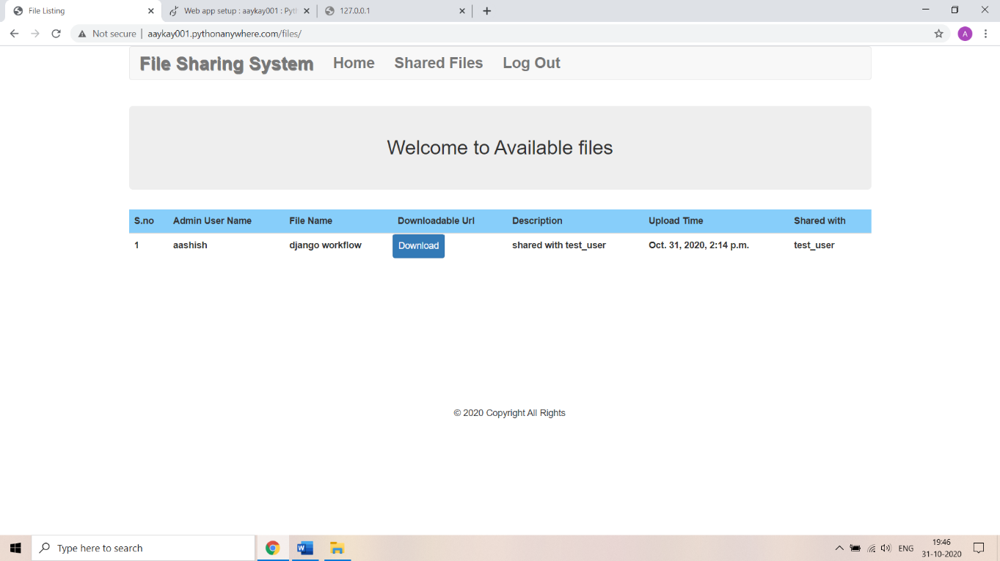 File Listing
Web app setup : aaykay001 : Pyth
127.0.0.1
Not secure | aaykay001.pythonanywhere.com/files/
A
File Sharing System Home Shared Files Log Out
Welcome to Available files
S.no Admin User Name File Name Downloadable Url Description Upload Time Shared with
1 aashish django workflow Download shared with test_user Oct. 31, 2020, 2:14 p.m. test_user
© 2020 Copyright All Rights
Type here to search
W
ENG
19:46
31-10-2020